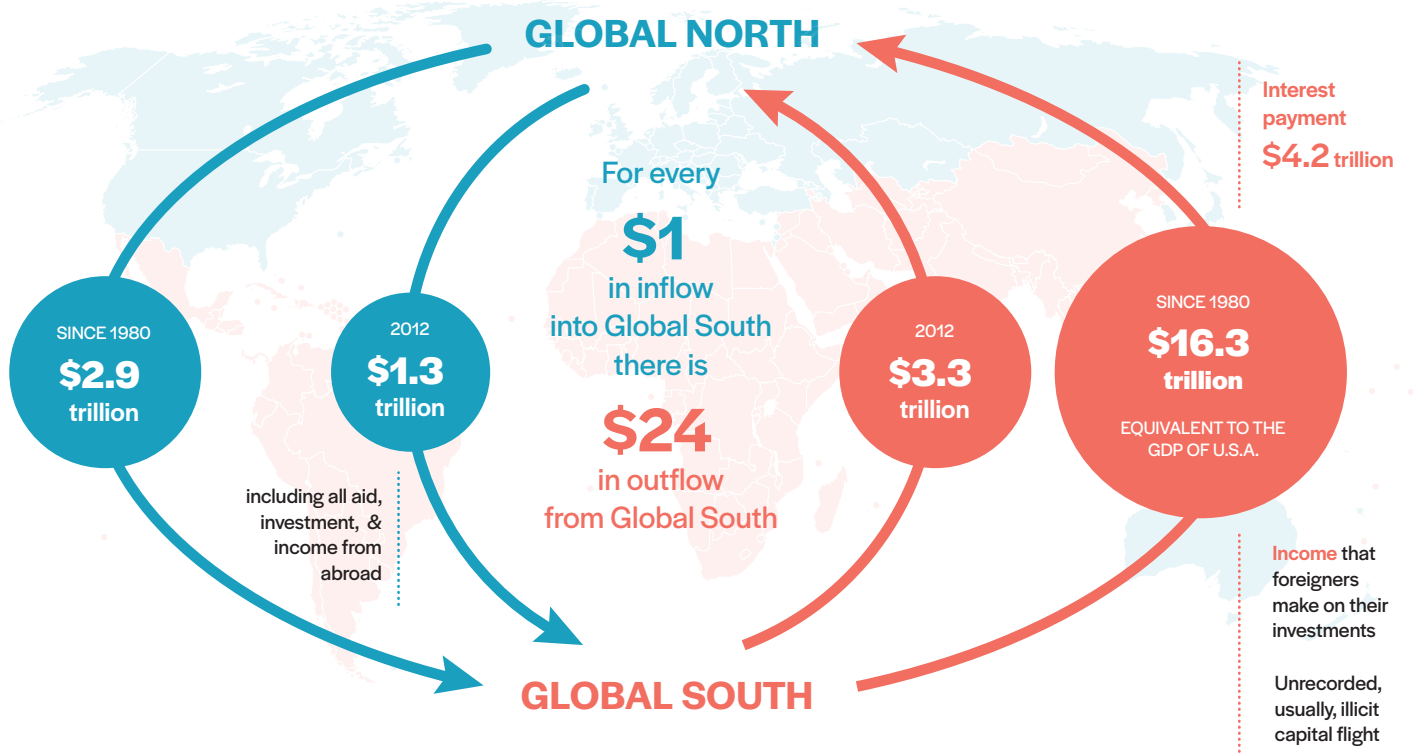 GLOBAL NORTH
Interest
payment
$4.2 trillion
For every
$1
in inflow
into Global South
there is
$24
in outflow
from Global South
SINCE 1980
$2.9
trillion
2012
$1.3
trillion
including all aid,
investment, &
income from
abroad
2012
$3.3
trillion
SINCE 1980
$16.3
trillion
EQUIVALENT TO THE
GDP OF U.S.A.
Income that
foreigners
make on their
investments
Unrecorded,
usually, illicit
capital flight
GLOBAL SOUTH